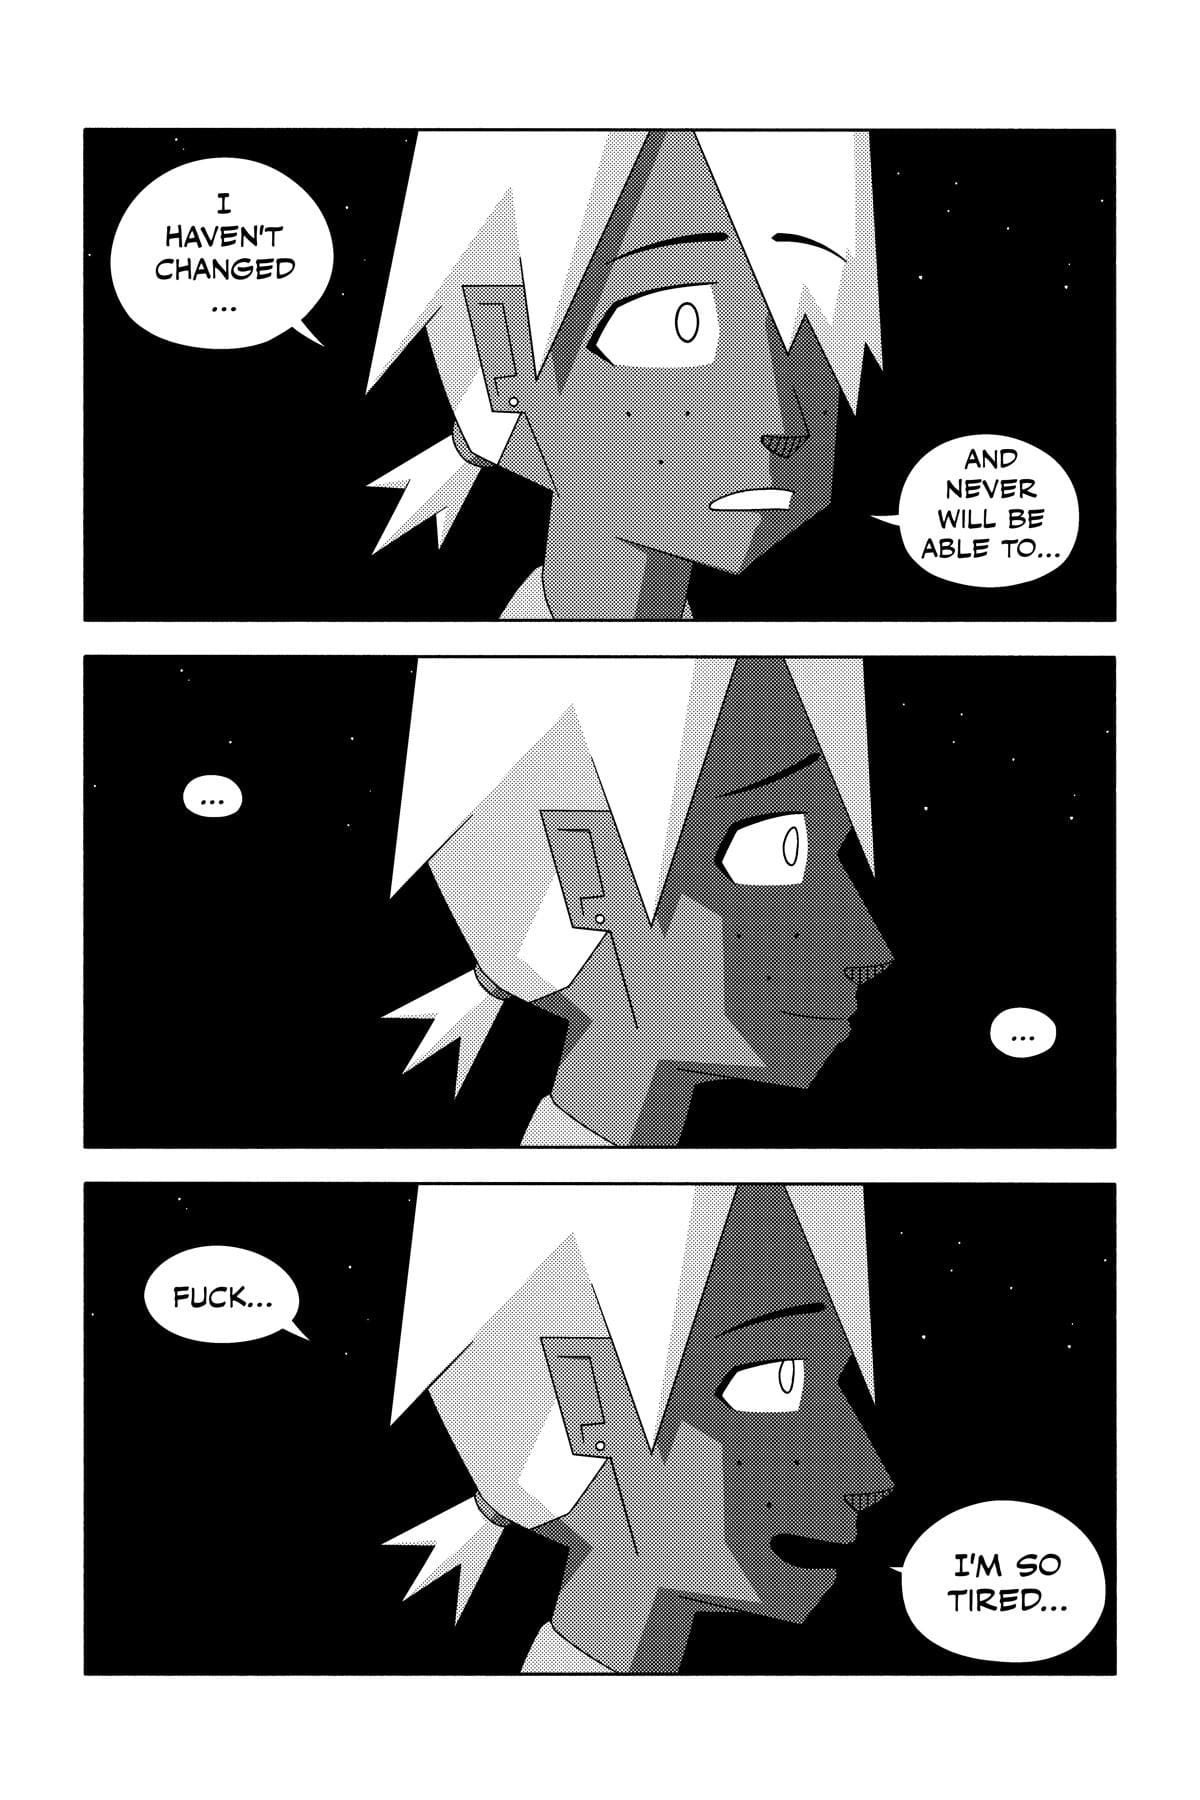 I
HAVEN'T
CHANGED
...
AND
NEVER
WILL BE
ABLE TO...
...
...
FUCK...
I'M SO
TIRED...